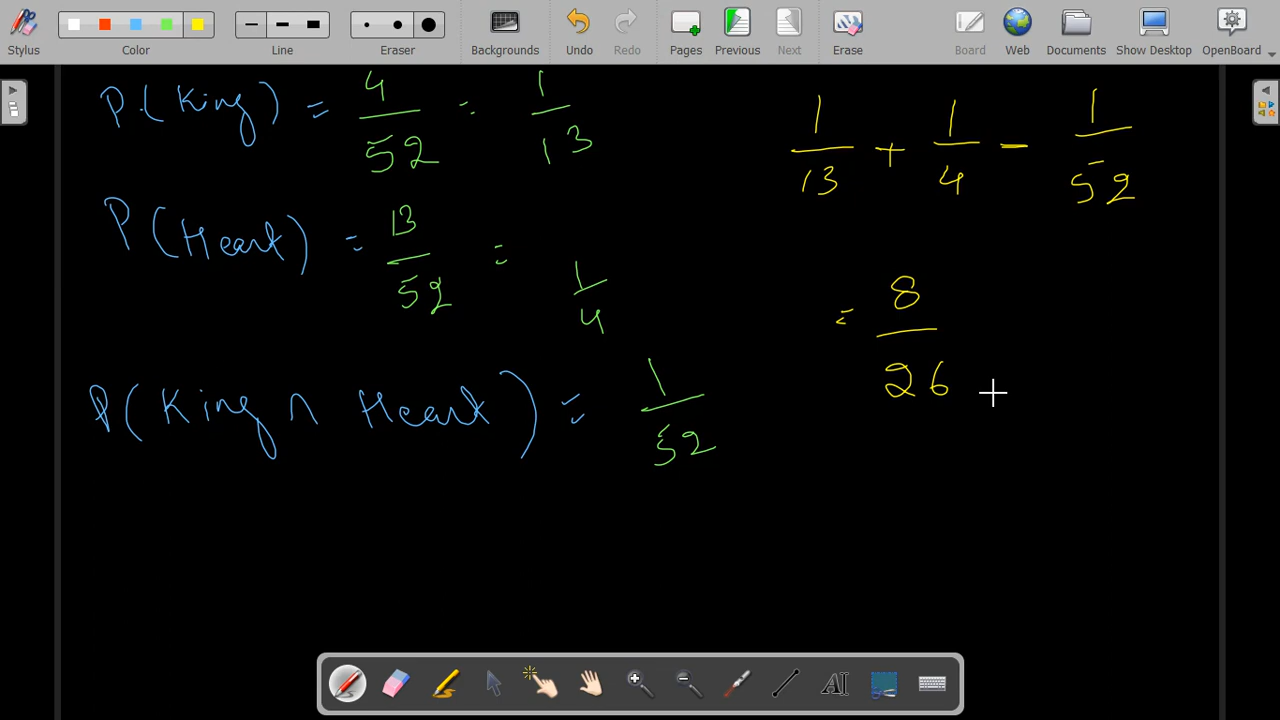 Stylus Color Line Eraser Backgrounds Undo Redo Pages Previous Next Erase Board Web Documents Show Desktop OpenBoard
P(King) = 4/52 = 1/13
P(Heart) = 13/52 = 1/4
P(King ∩ Heart) = 1/52
1/13 + 1/4 - 1/52
= 8/26